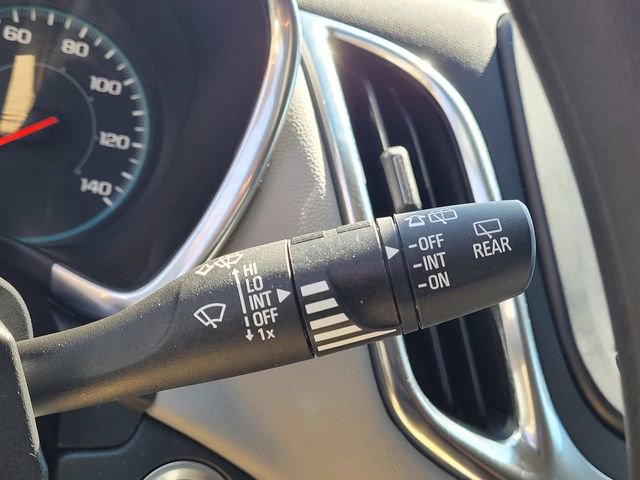 60
80
100
120
140
HI
LO
INT
OFF
1x
-OFF
-INT
-ON
REAR